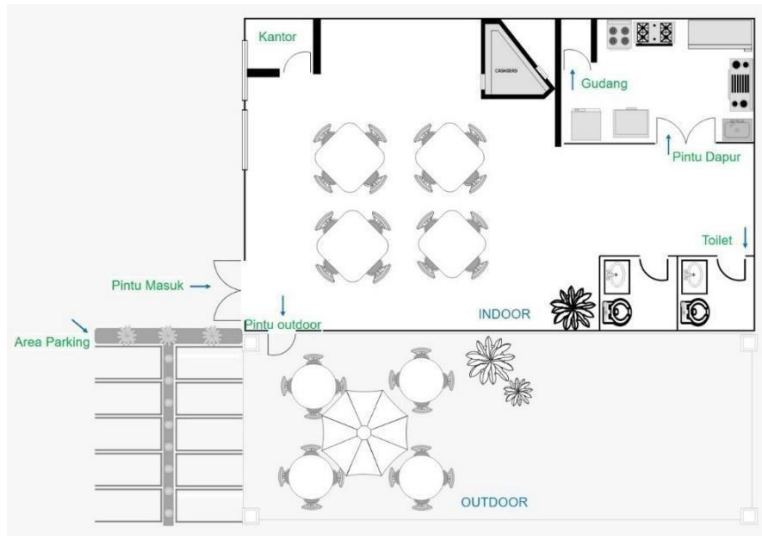 Kantor
CASHIERS
Gudang
Pintu Dapur
Toilet
Pintu Masuk
INDOOR
Pintu outdoor
Area Parking
OUTDOOR